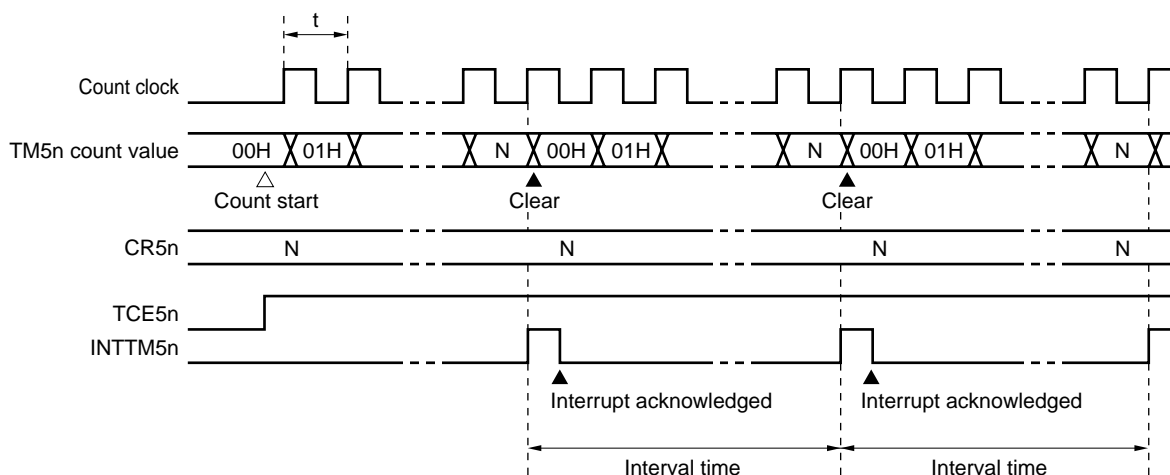 t
Count clock
TM5n count value 00H 01H N 00H 01H N 00H 01H N
Count start Clear Clear
CR5n N N N N
TCE5n
INTTM5n
Interrupt acknowledged Interrupt acknowledged
Interval time Interval time